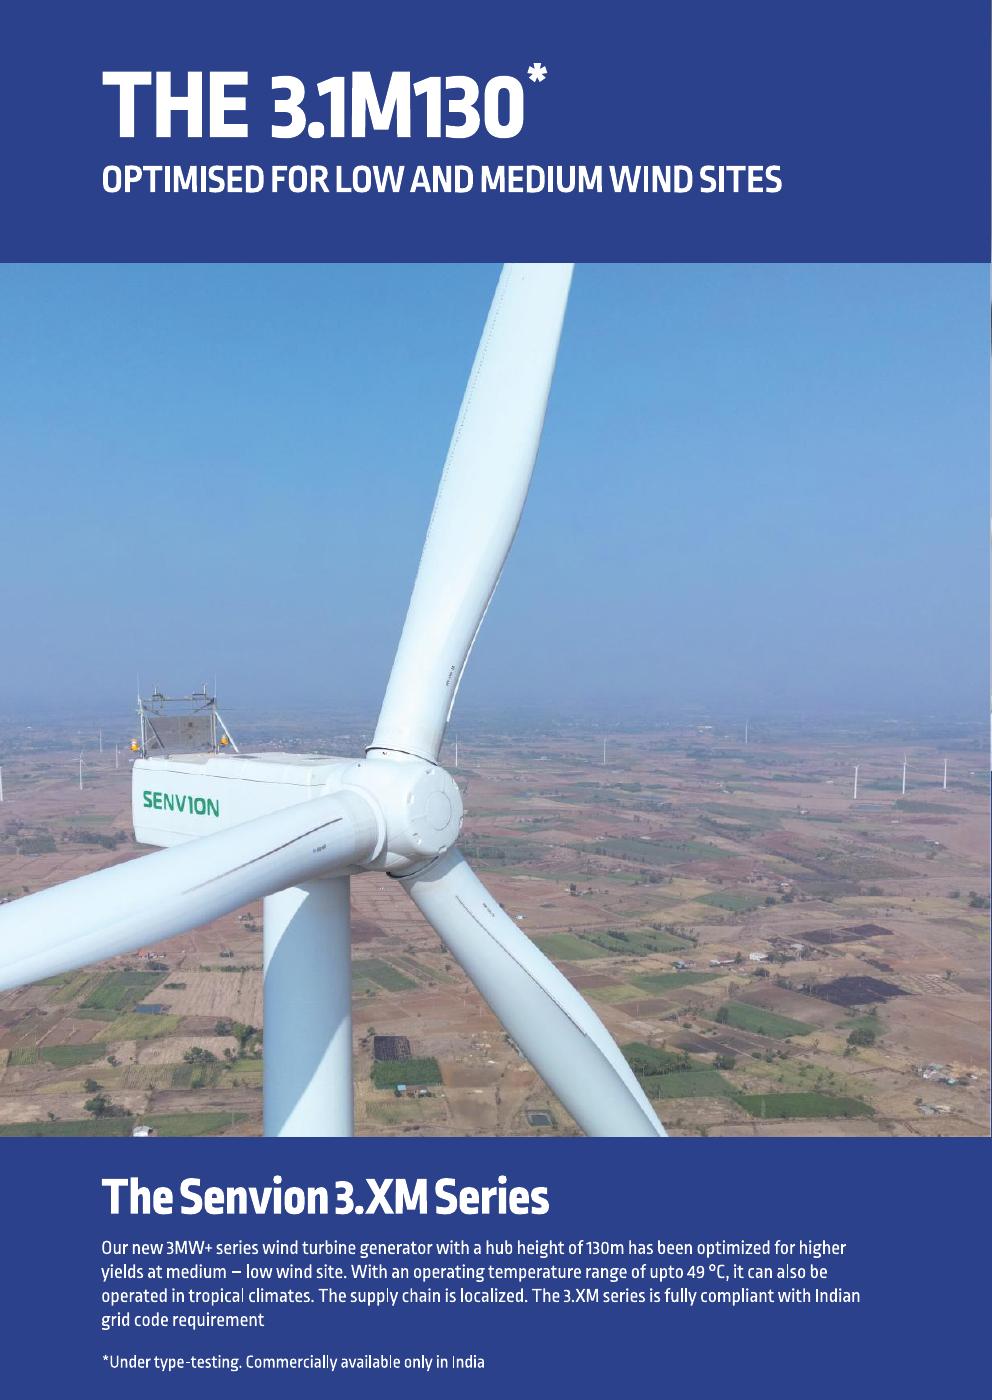 THE 3.1M130*
OPTIMISED FOR LOW AND MEDIUM WIND SITES
SENVION
The Senvion 3.XM Series
Our new 3MW+ series wind turbine generator with a hub height of 130m has been optimized for higher
yields at medium – low wind site. With an operating temperature range of upto 49 °C, it can also be
operated in tropical climates. The supply chain is localized. The 3.XM series is fully compliant with Indian
grid code requirement
*Under type-testing. Commercially available only in India